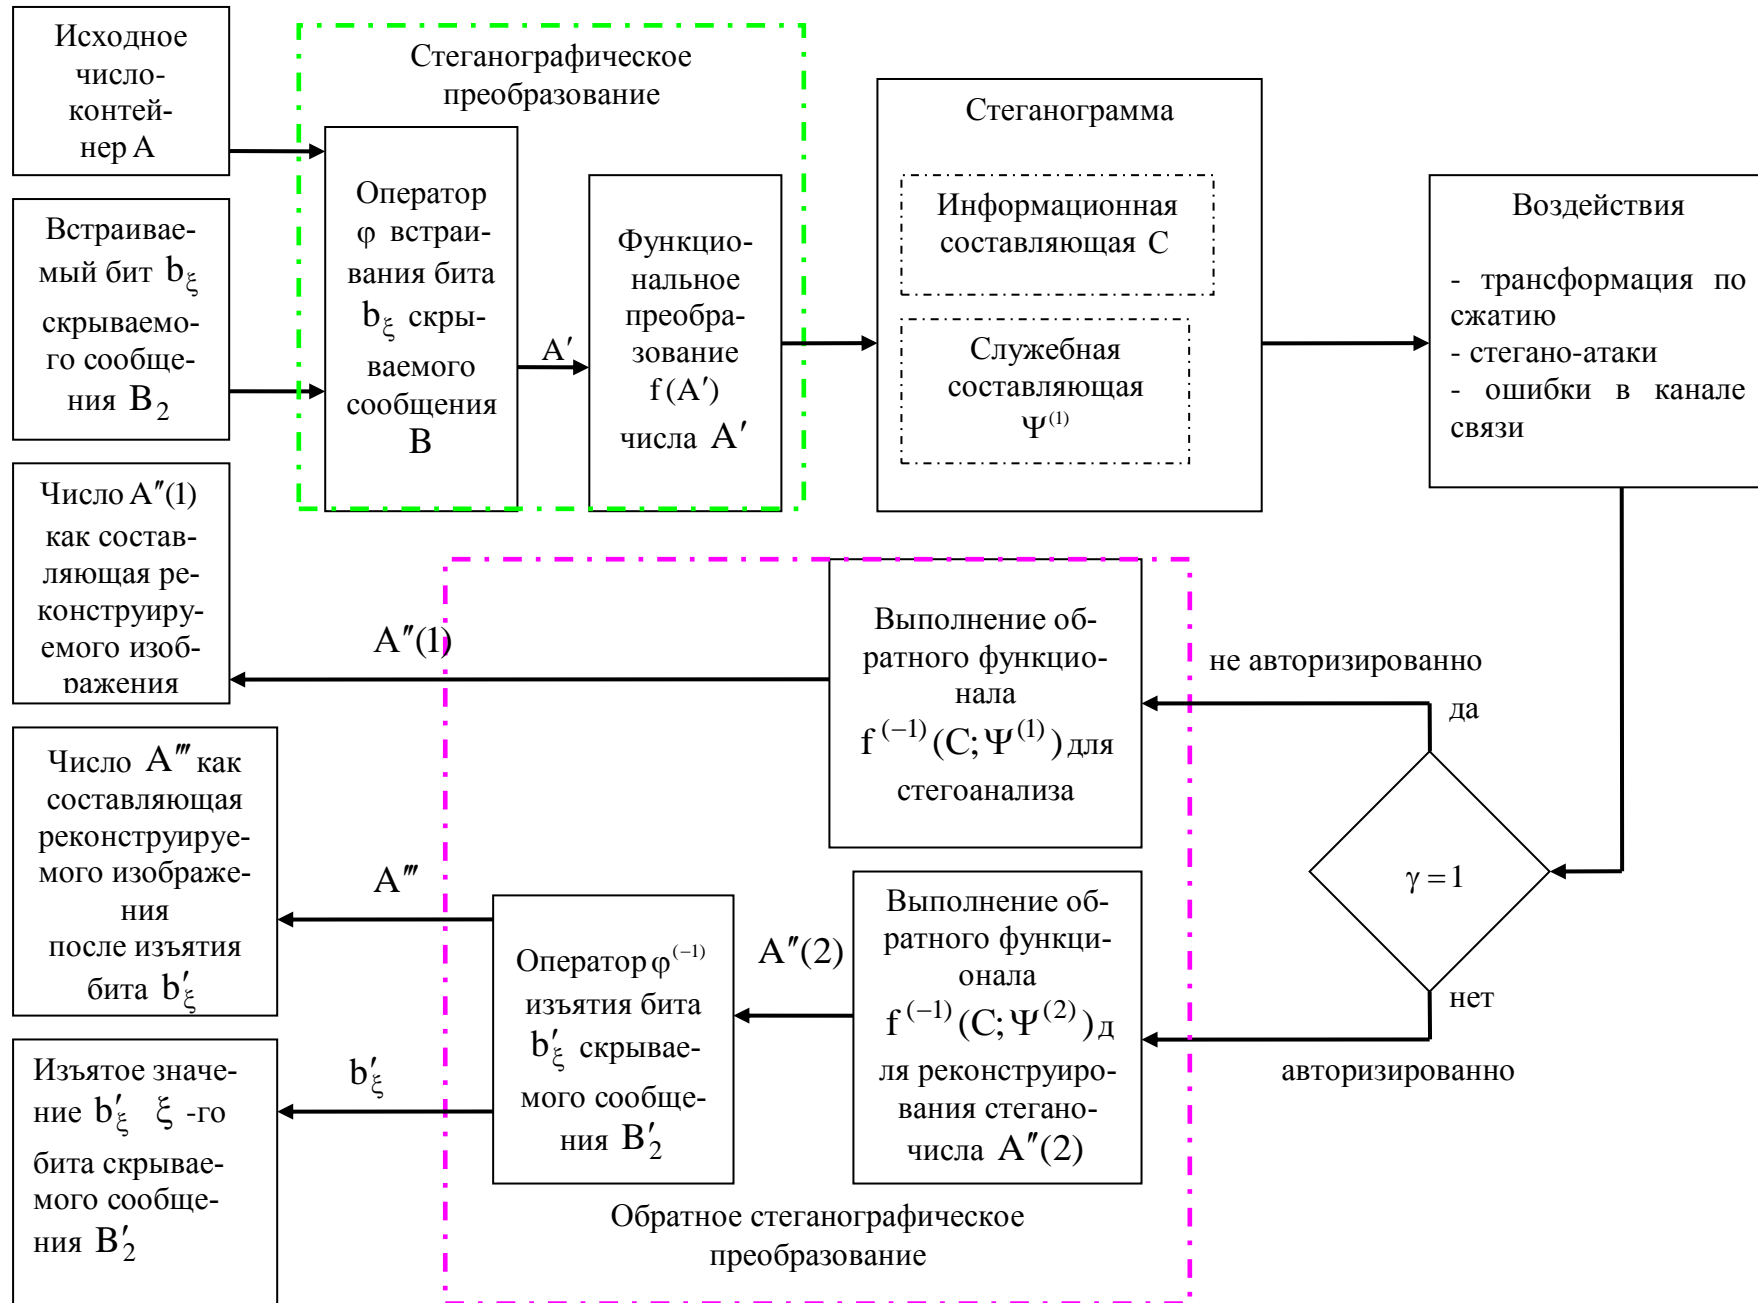 Исходное
число-
контей-
нер A
Встраивае-
мый бит b_ξ
скрываемо-
го сообще-
ния B_2
Стеганографическое
преобразование
Оператор
φ встраи-
вания бита
b_ξ скры-
ваемого
сообщения
B
A′
Функцио-
нальное
преобра-
зование
f(A′)
числа A′
Стеганограмма
Информационная
составляющая C
Служебная
составляющая
Ψ^(1)
Воздействия
- трансформация по
сжатию
- стегано-атаки
- ошибки в канале
связи
Число A″(1)
как состав-
ляющая ре-
конструиру-
емого изоб-
ражения
A″(1)
Выполнение об-
ратного функцио-
нала
f^(−1)(C;Ψ^(1)) для
стегоанализа
не авторизированно
да
γ = 1
нет
авторизированно
Число A‴ как
составляющая
реконструируе-
мого изображе-
ния
после изъятия
бита b′_ξ
A‴
Оператор φ^(−1)
изъятия бита
b′_ξ скрывае-
мого сообще-
ния B′_2
A″(2)
Выполнение об-
ратного функци-
онала
f^(−1)(C;Ψ^(2)) д
ля реконструиро-
вания стегано-
числа A″(2)
Изъятое значе-
ние b′_ξ ξ -го
бита скрывае-
мого сообще-
ния B′_2
b′_ξ
Обратное стеганографическое
преобразование